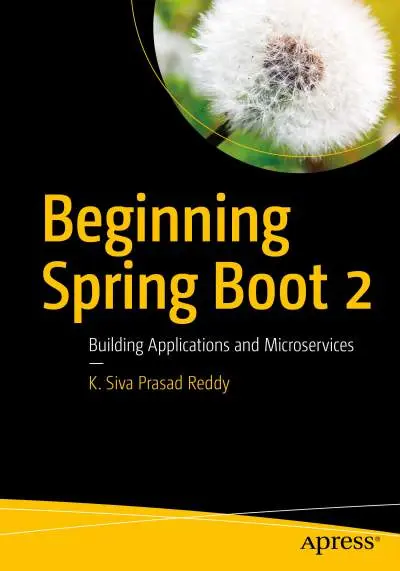 Beginning
Spring Boot 2
Building Applications and Microservices
—
K. Siva Prasad Reddy
Apress®